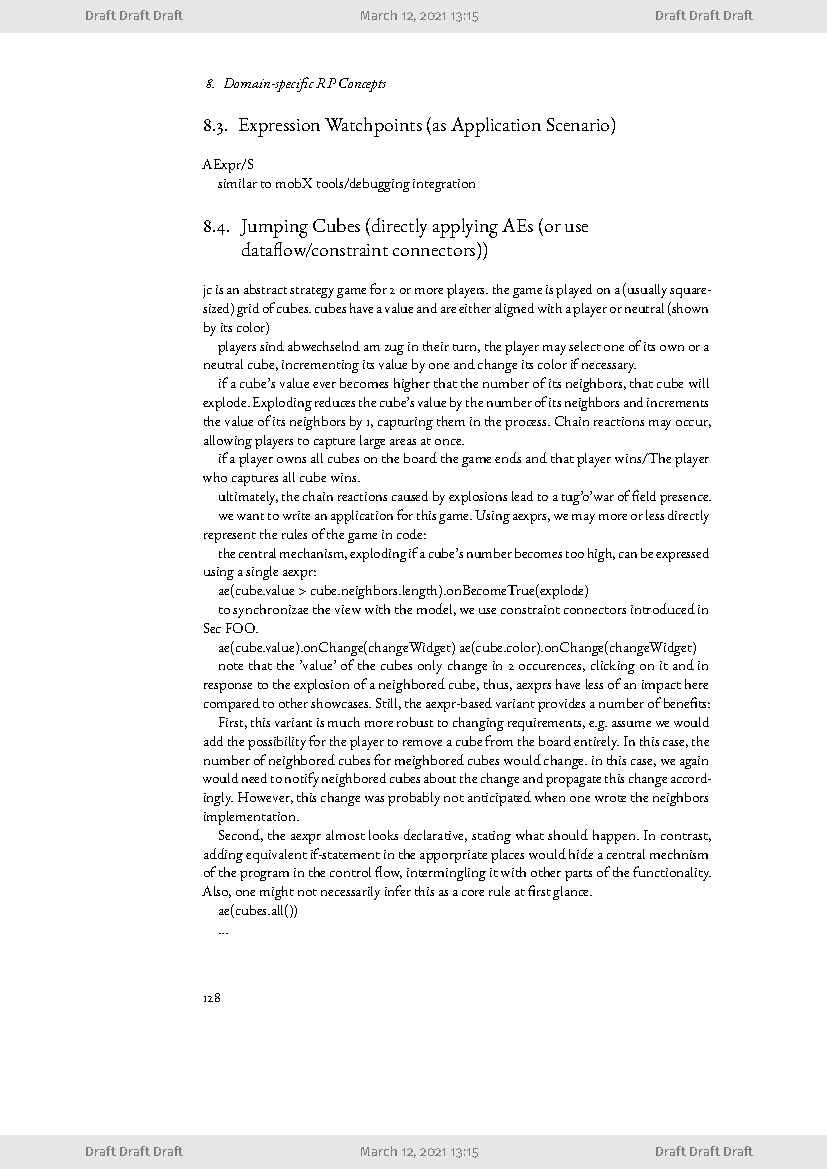 Draft Draft Draft March 12, 2021 13:15 Draft Draft Draft
8. Domain-specific RP Concepts
8.3. Expression Watchpoints (as Application Scenario)
AExpr/S
similar to mobX tools/debugging integration
8.4. Jumping Cubes (directly applying AEs (or use
dataflow/constraint connectors))
jc is an abstract strategy game for 2 or more players. the game is played on a (usually square-
sized) grid of cubes. cubes have a value and are either aligned with a player or neutral (shown
by its color)
players sind abwechselnd am zug in their turn, the player may select one of its own or a
neutral cube, incrementing its value by one and change its color if necessary.
if a cube's value ever becomes higher that the number of its neighbors, that cube will
explode. Exploding reduces the cube's value by the number of its neighbors and increments
the value of its neighbors by 1, capturing them in the process. Chain reactions may occur,
allowing players to capture large areas at once.
if a player owns all cubes on the board the game ends and that player wins/The player
who captures all cube wins.
ultimately, the chain reactions caused by explosions lead to a tug'o'war of field presence.
we want to write an application for this game. Using aexprs, we may more or less directly
represent the rules of the game in code:
the central mechanism, exploding if a cube's number becomes too high, can be expressed
using a single aexpr:
ae(cube.value > cube.neighbors.length).onBecomeTrue(explode)
to synchronizae the view with the model, we use constraint connectors introduced in
Sec FOO.
ae(cube.value).onChange(changeWidget) ae(cube.color).onChange(changeWidget)
note that the 'value' of the cubes only change in 2 occurences, clicking on it and in
response to the explosion of a neighbored cube, thus, aexprs have less of an impact here
compared to other showcases. Still, the aexpr-based variant provides a number of benefits:
First, this variant is much more robust to changing requirements, e.g. assume we would
add the possibility for the player to remove a cube from the board entirely. In this case, the
number of neighbored cubes for meighbored cubes would change. in this case, we again
would need to notify neighbored cubes about the change and propagate this change accord-
ingly. However, this change was probably not anticipated when one wrote the neighbors
implementation.
Second, the aexpr almost looks declarative, stating what should happen. In contrast,
adding equivalent if-statement in the apporpriate places would hide a central mechnism
of the program in the control flow, intermingling it with other parts of the functionality.
Also, one might not necessarily infer this as a core rule at first glance.
ae(cubes.all())
...
128
Draft Draft Draft March 12, 2021 13:15 Draft Draft Draft